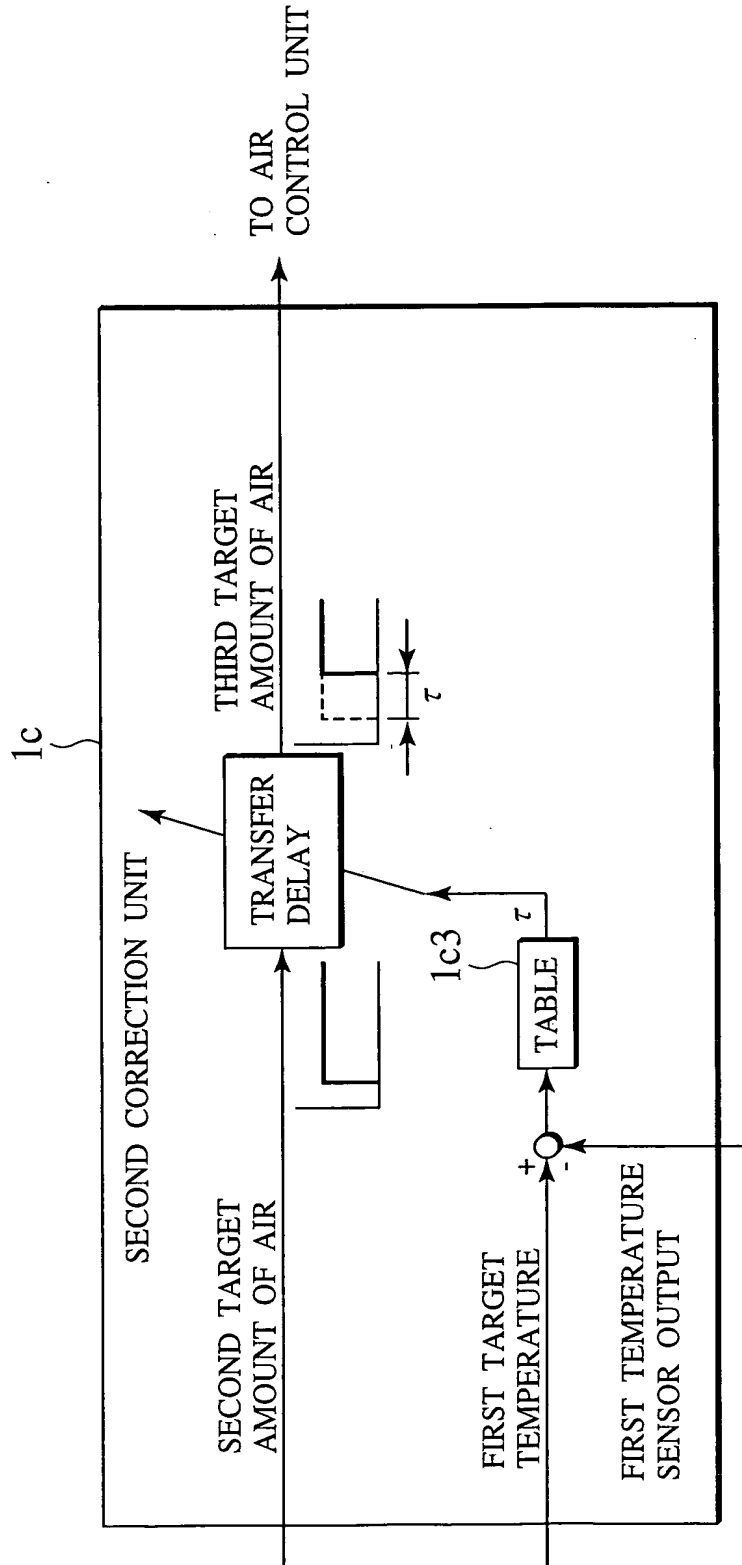 1c
SECOND CORRECTION UNIT
SECOND TARGET
AMOUNT OF AIR
TRANSFER
DELAY
THIRD TARGET
AMOUNT OF AIR
TO AIR
CONTROL UNIT
τ
FIRST TARGET
TEMPERATURE
+
-
1c3
TABLE
τ
FIRST TEMPERATURE
SENSOR OUTPUT